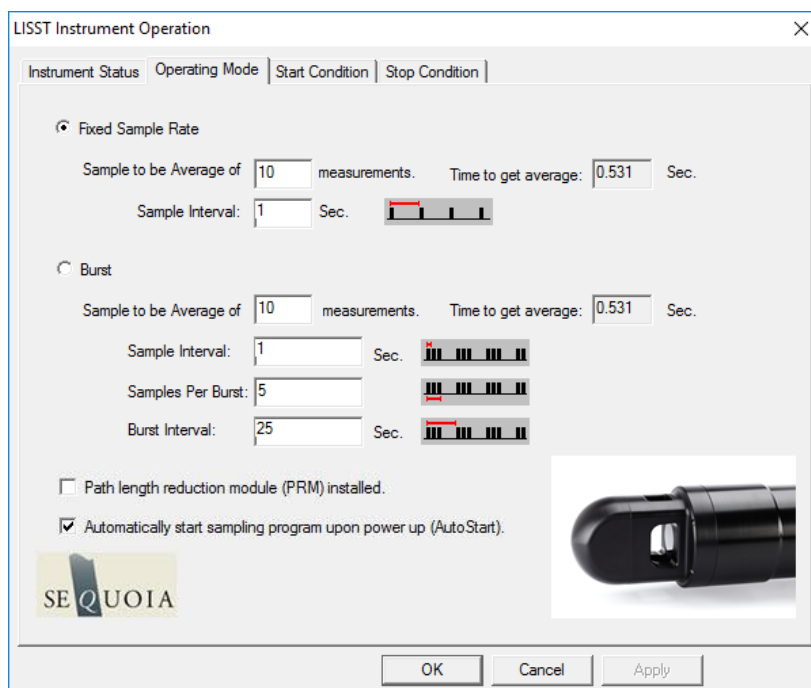 LISST Instrument Operation
Instrument Status Operating Mode Start Condition Stop Condition
Fixed Sample Rate
Sample to be Average of 10 measurements. Time to get average: 0.531 Sec.
Sample Interval: 1 Sec.
Burst
Sample to be Average of 10 measurements. Time to get average: 0.531 Sec.
Sample Interval: 1 Sec.
Samples Per Burst: 5
Burst Interval: 25 Sec.
Path length reduction module (PRM) installed.
Automatically start sampling program upon power up (AutoStart).
SEQUOIA
OK Cancel Apply